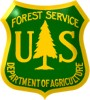 FOREST SERVICE
U S
DEPARTMENT OF AGRICULTURE